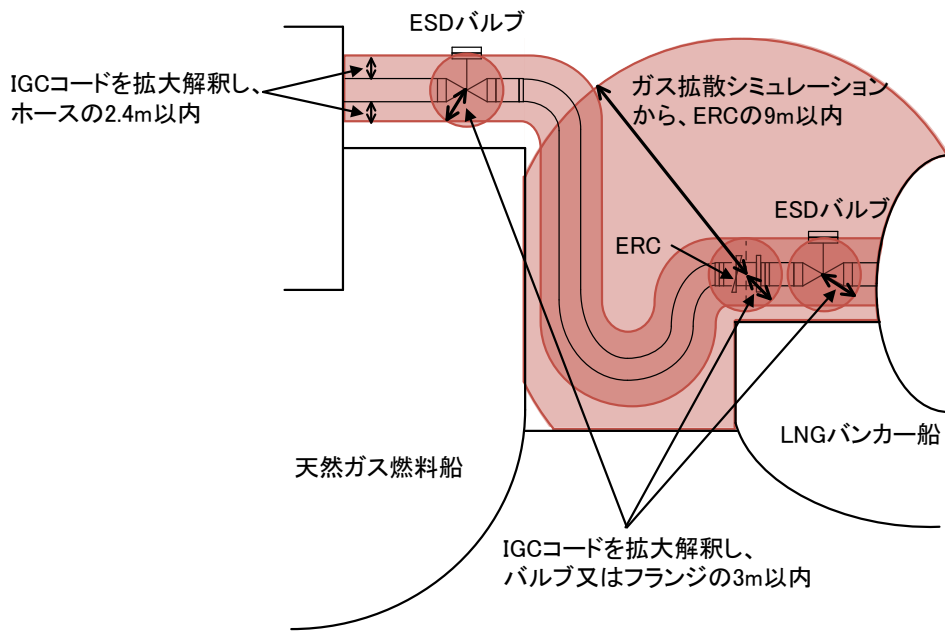 ESDバルブ
IGCコードを拡大解釈し、
ホースの2.4m以内
ガス拡散シミュレーション
から、ERCの9m以内
ESDバルブ
ERC
LNGバンカー船
天然ガス燃料船
IGCコードを拡大解釈し、
バルブ又はフランジの3m以内